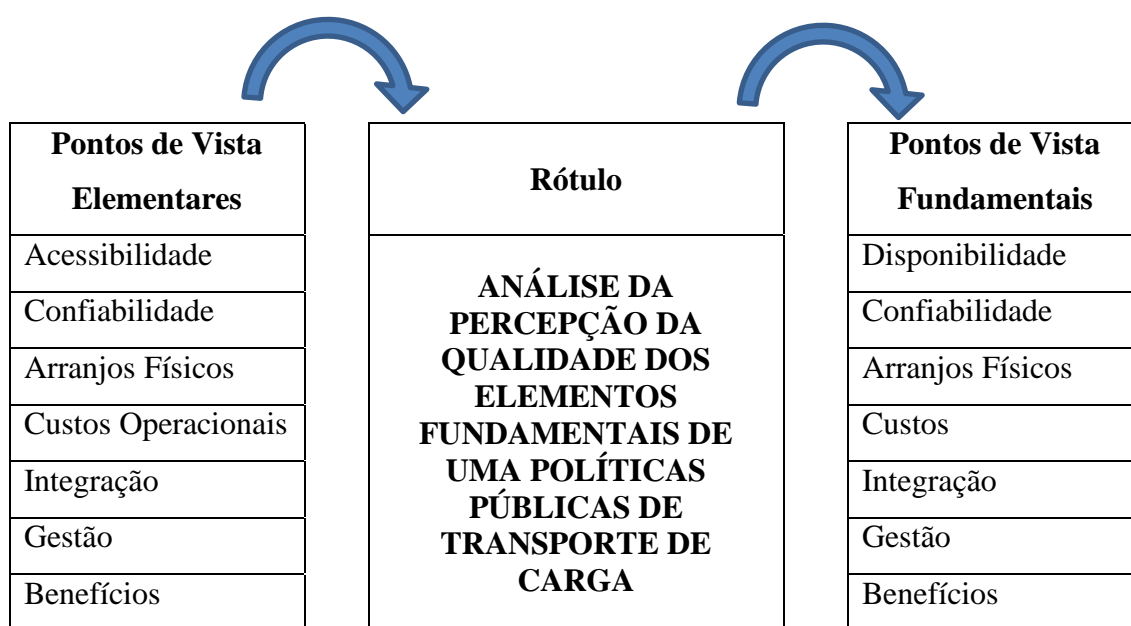 Pontos de Vista
Elementares
Acessibilidade
Confiabilidade
Arranjos Físicos
Custos Operacionais
Integração
Gestão
Benefícios
Rótulo
ANÁLISE DA
PERCEPÇÃO DA
QUALIDADE DOS
ELEMENTOS
FUNDAMENTAIS DE
UMA POLÍTICAS
PÚBLICAS DE
TRANSPORTE DE
CARGA
Pontos de Vista
Fundamentais
Disponibilidade
Confiabilidade
Arranjos Físicos
Custos
Integração
Gestão
Benefícios